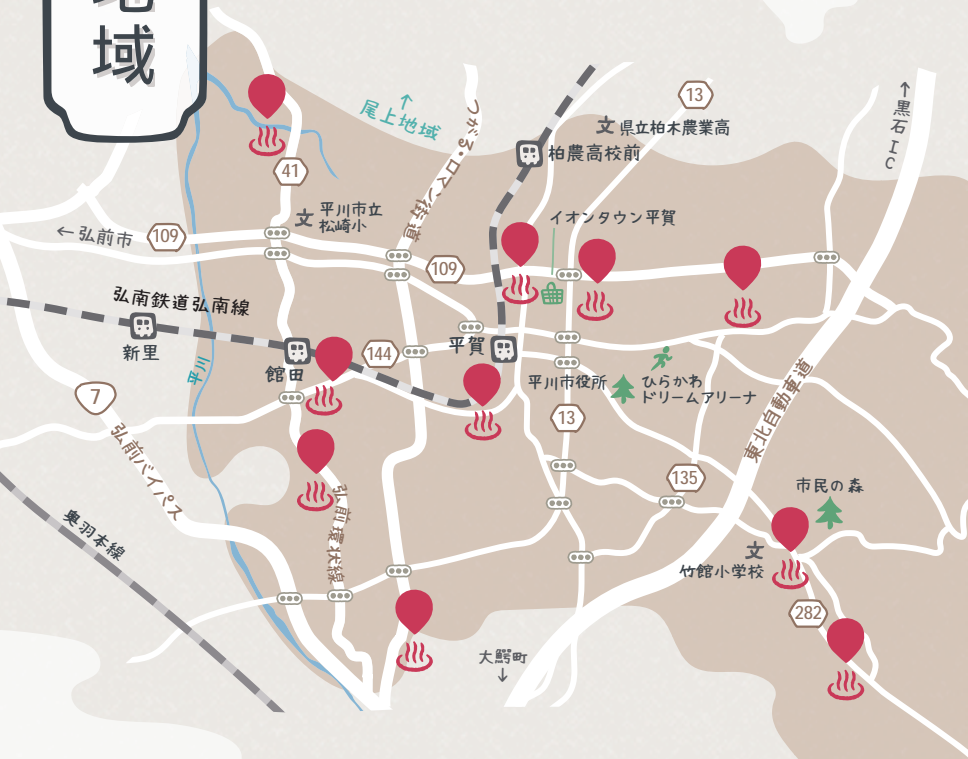 域
41
↑
尾上地域
つがる・ロマン街道
13
文 県立柏木農業高
柏農高校前
↑黒石IC
文 平川市立
松崎小
←弘前市
109
109
イオンタウン平賀
弘南鉄道弘南線
新里
館田
平川
144
平賀
平川市役所
ひらかわ
ドリームアリーナ
7
13
東北自動車道
弘前バイパス
135
市民の森
弘前環状線
奥羽本線
文
竹館小学校
282
大鰐町
↓